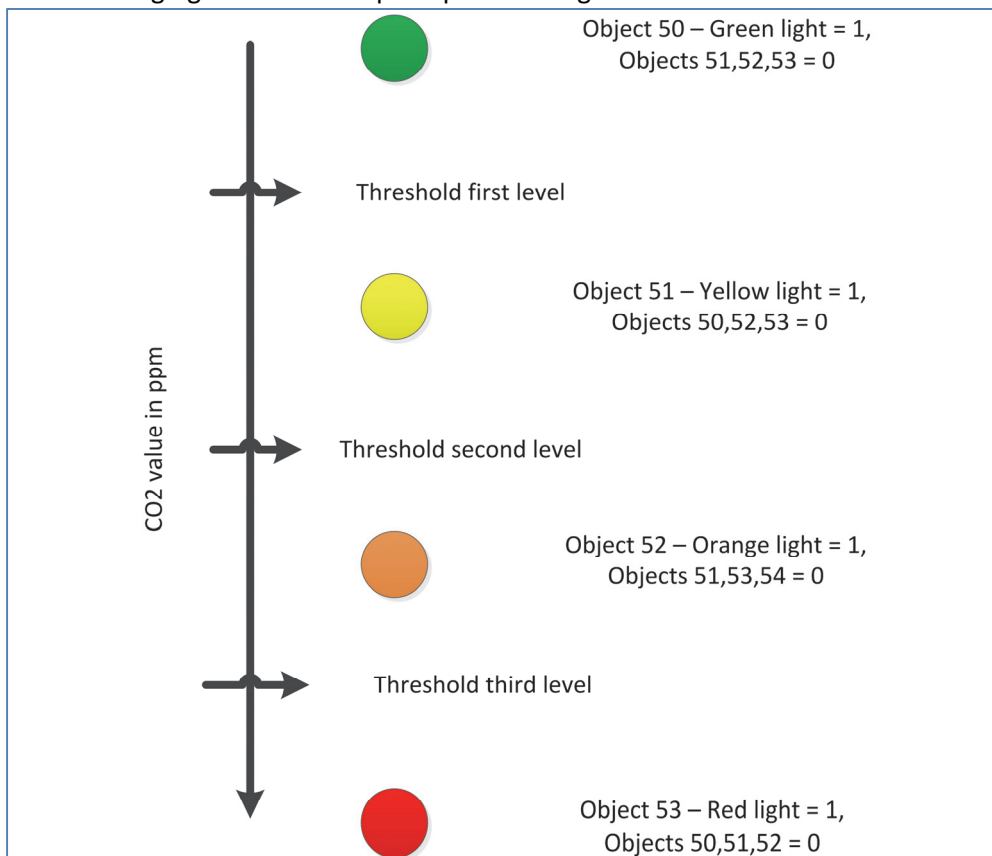 Object 50 – Green light = 1,
Objects 51,52,53 = 0
Threshold first level
Object 51 – Yellow light = 1,
Objects 50,52,53 = 0
CO2 value in ppm
Threshold second level
Object 52 – Orange light = 1,
Objects 51,53,54 = 0
Threshold third level
Object 53 – Red light = 1,
Objects 50,51,52 = 0